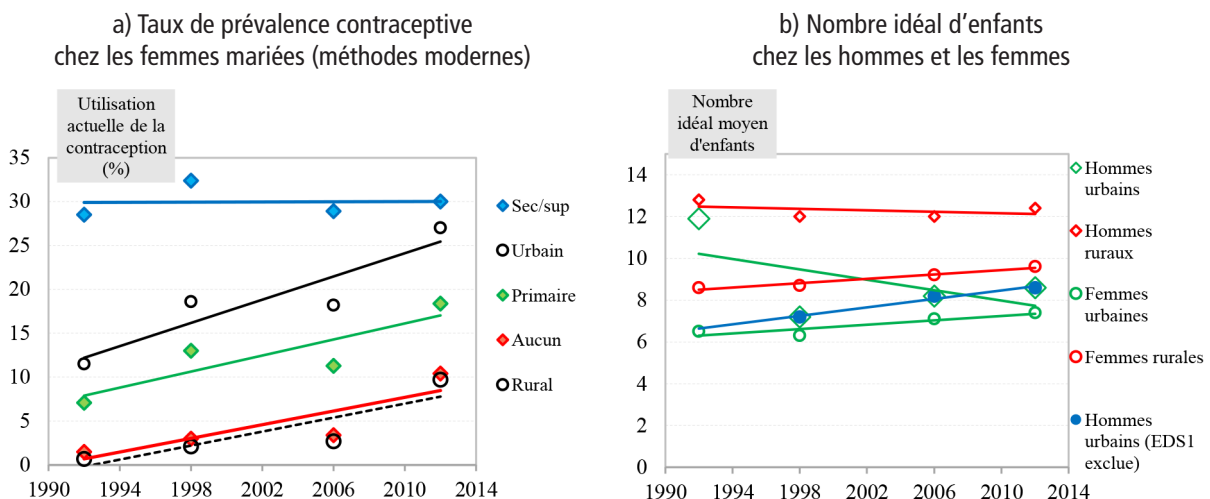 a) Taux de prévalence contraceptive
chez les femmes mariées (méthodes modernes)
Utilisation
actuelle de la
contraception
(%)
35
30
25
20
15
10
5
0
1990 1994 1998 2002 2006 2010 2014
Sec/sup
Urbain
Primaire
Aucun
Rural
b) Nombre idéal d’enfants
chez les hommes et les femmes
Nombre
idéal moyen
d'enfants
14
12
10
8
6
4
2
0
1990 1994 1998 2002 2006 2010 2014
Hommes
urbains
Hommes
ruraux
Femmes
urbaines
Femmes rurales
Hommes
urbains (EDS1
exclue)